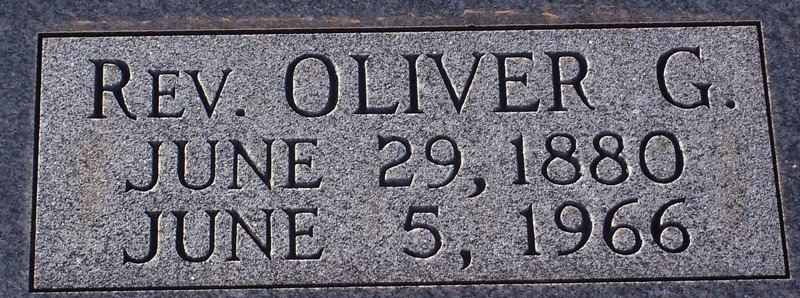 REV. OLIVER G.
JUNE 29, 1880
JUNE 5, 1966